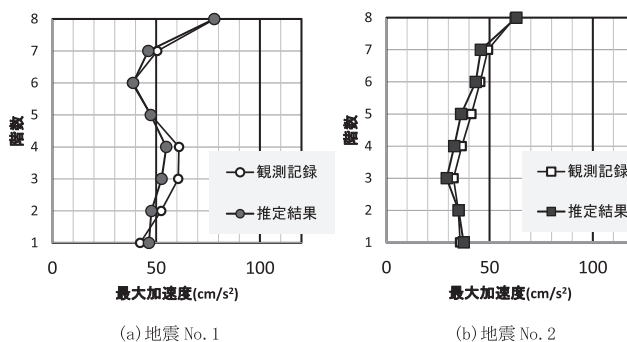 8
7
6
5
4
3
2
1
階数
観測記録
推定結果
0
50
100
最大加速度(cm/s²)
(a)地震 No.1
8
7
6
5
4
3
2
1
階数
観測記録
推定結果
0
50
100
最大加速度(cm/s²)
(b)地震 No.2